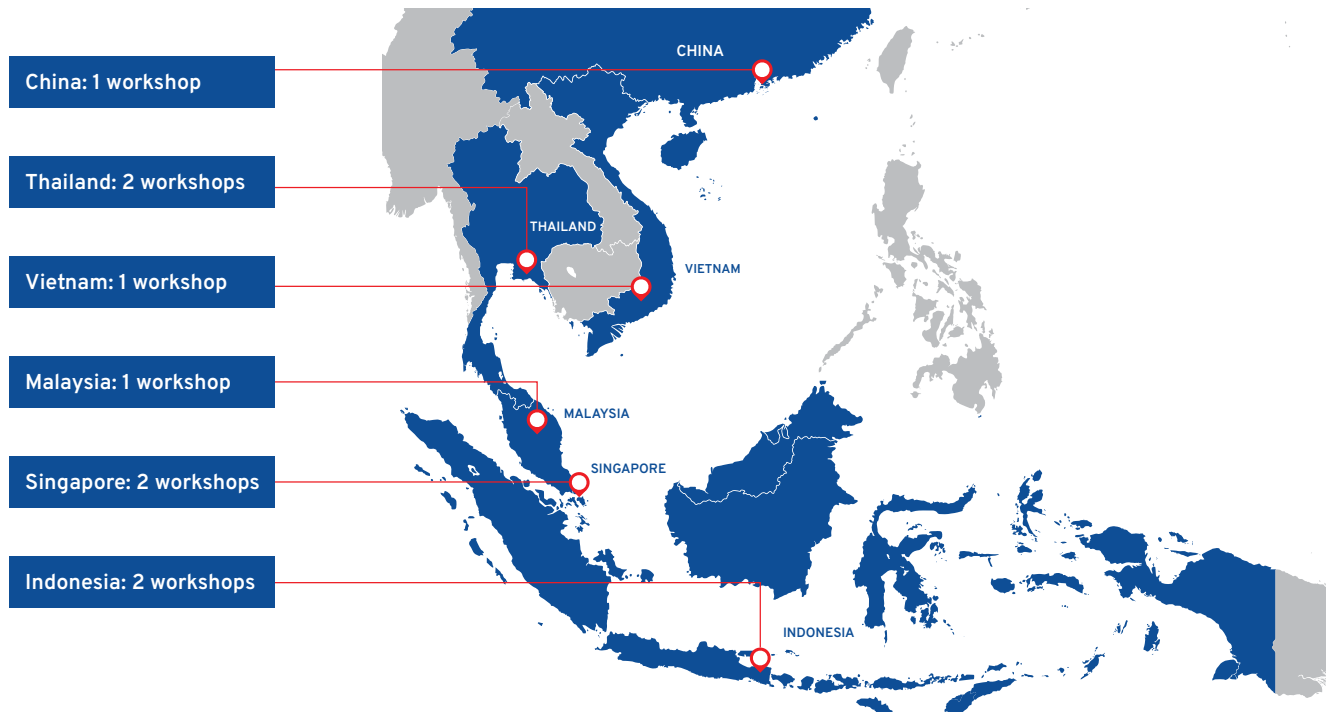 China: 1 workshop
Thailand: 2 workshops
Vietnam: 1 workshop
Malaysia: 1 workshop
Singapore: 2 workshops
Indonesia: 2 workshops
CHINA
THAILAND
VIETNAM
MALAYSIA
SINGAPORE
INDONESIA